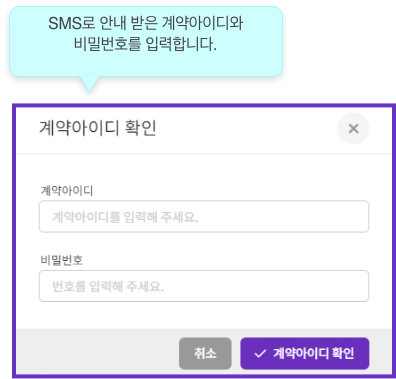 SMS로 안내 받은 계약아이디와
비밀번호를 입력합니다.
계약아이디 확인
계약아이디
계약아이디를 입력해 주세요.
비밀번호
번호를 입력해 주세요.
취소
계약아이디 확인